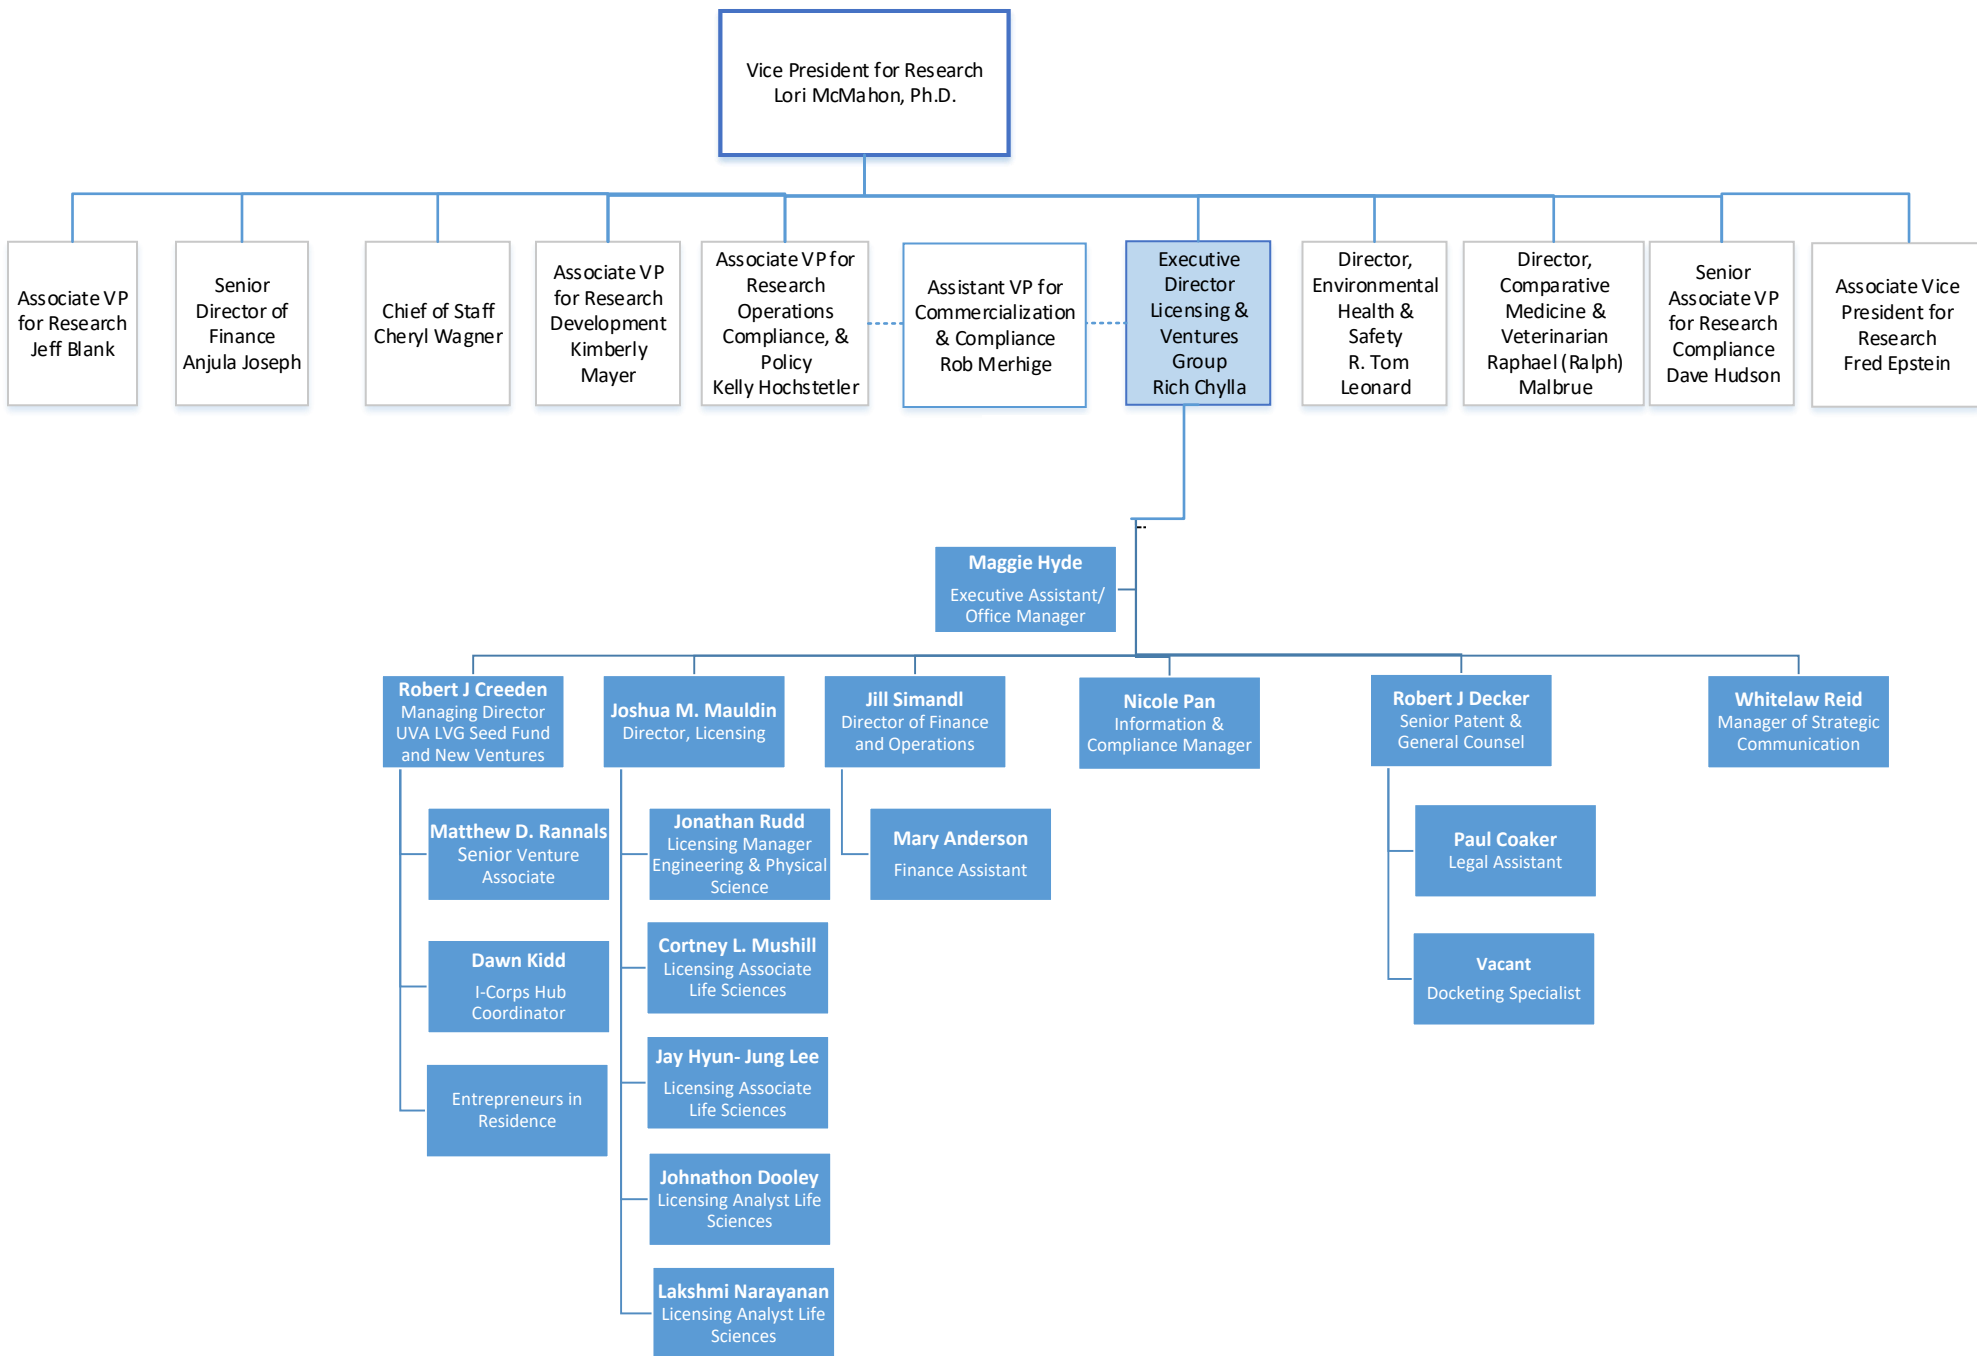 Vice President for Research
Lori McMahon, Ph.D.
Associate VP
for Research
Jeff Blank
Senior
Director of
Finance
Anjula Joseph
Chief of Staff
Cheryl Wagner
Associate VP
for Research
Development
Kimberly
Mayer
Associate VP for
Research
Operations
Compliance, &
Policy
Kelly Hochstetler
Assistant VP for
Commercialization
& Compliance
Rob Merhige
Executive
Director
Licensing &
Ventures
Group
Rich Chylla
Director,
Environmental
Health &
Safety
R. Tom
Leonard
Director,
Comparative
Medicine &
Veterinarian
Raphael (Ralph)
Malbrue
Senior
Associate VP
for Research
Compliance
Dave Hudson
Associate Vice
President for
Research
Fred Epstein
Maggie Hyde
Executive Assistant/
Office Manager
Robert J Creeden
Managing Director
UVA LVG Seed Fund
and New Ventures
Joshua M. Mauldin
Director, Licensing
Jill Simandl
Director of Finance
and Operations
Nicole Pan
Information &
Compliance Manager
Robert J Decker
Senior Patent &
General Counsel
Whitelaw Reid
Manager of Strategic
Communication
Matthew D. Rannals
Senior Venture
Associate
Dawn Kidd
I-Corps Hub
Coordinator
Entrepreneurs in
Residence
Jonathan Rudd
Licensing Manager
Engineering & Physical
Science
Cortney L. Mushill
Licensing Associate
Life Sciences
Jay Hyun- Jung Lee
Licensing Associate
Life Sciences
Johnathon Dooley
Licensing Analyst Life
Sciences
Lakshmi Narayanan
Licensing Analyst Life
Sciences
Mary Anderson
Finance Assistant
Paul Coaker
Legal Assistant
Vacant
Docketing Specialist